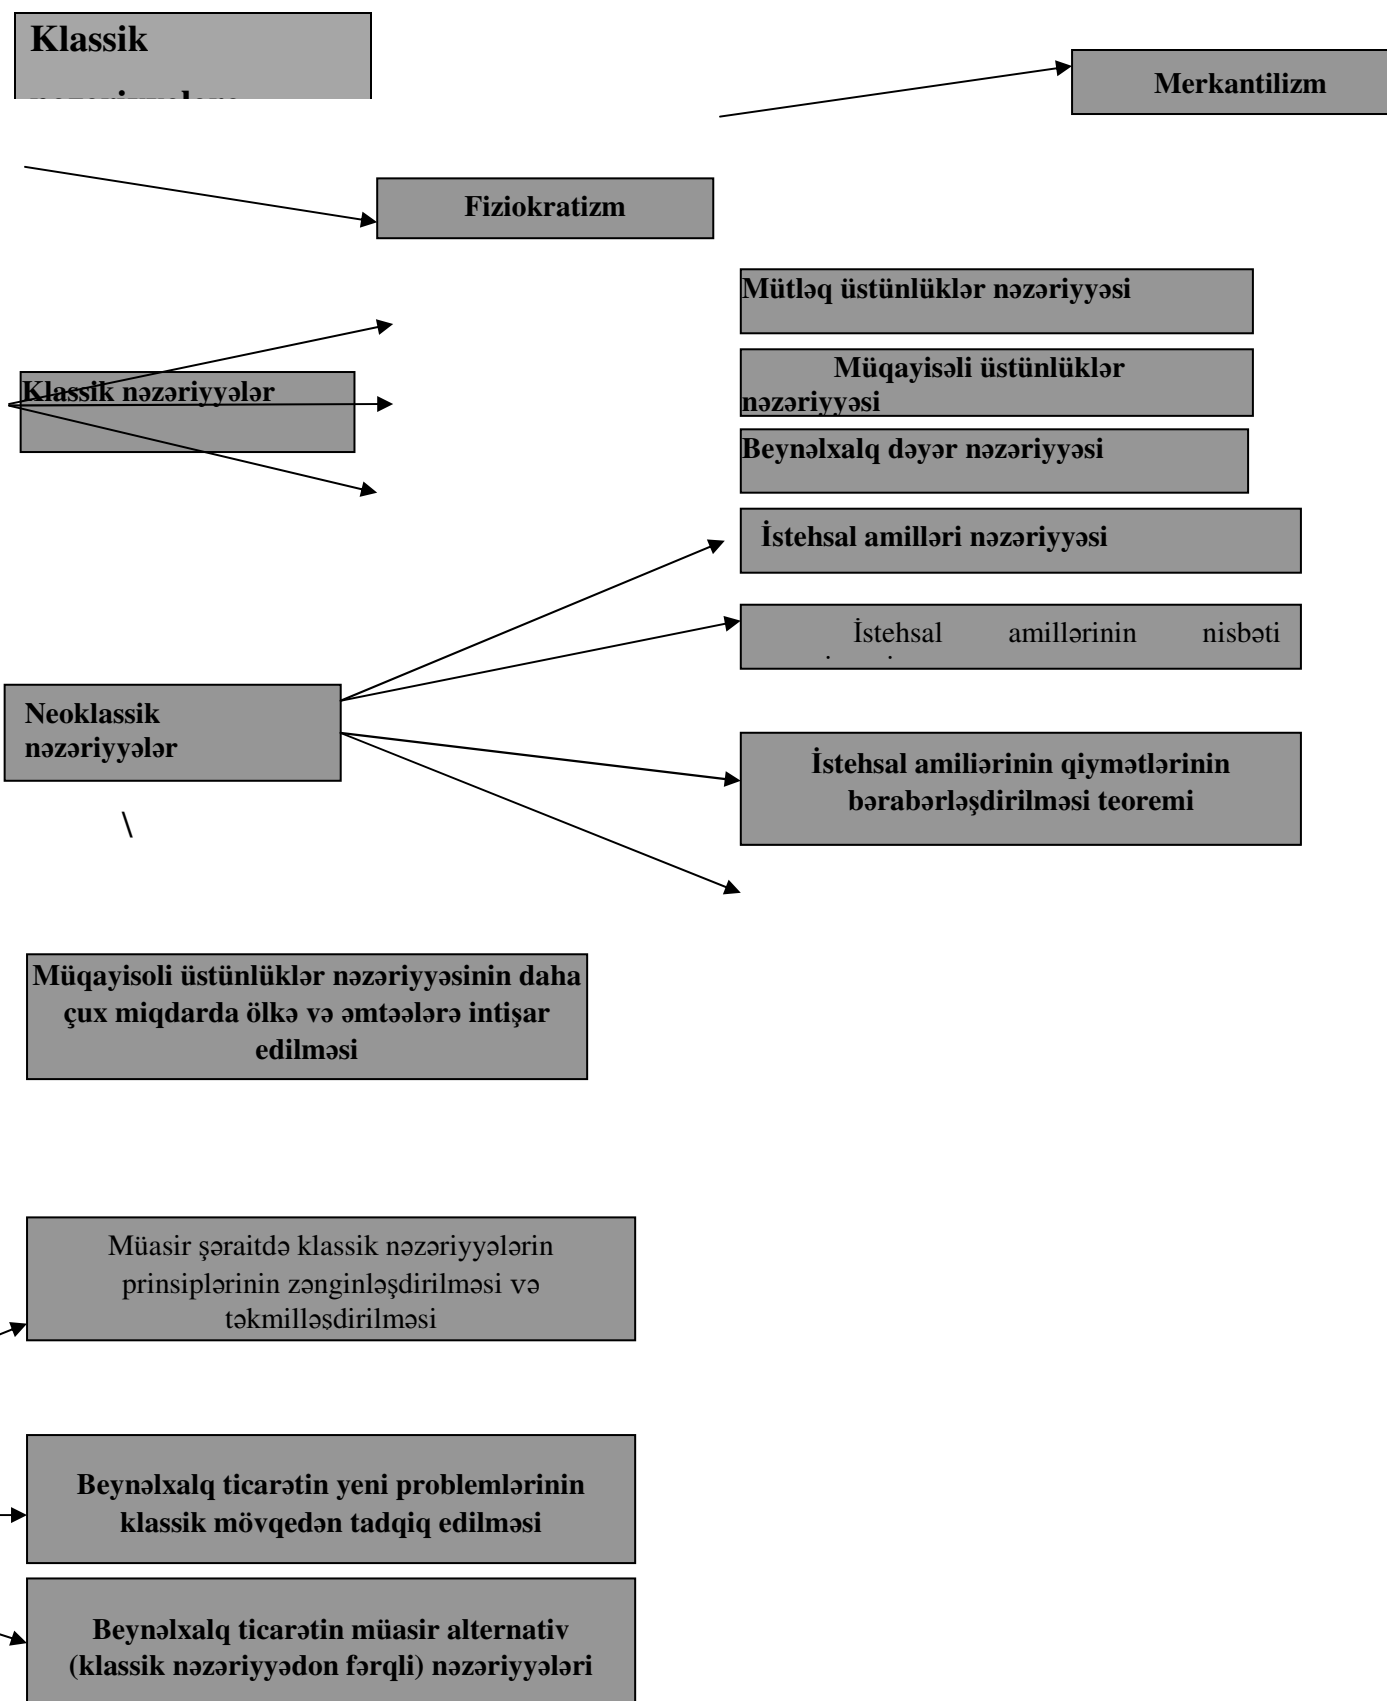 Klassik
Merkantilizm
Fiziokratizm
Mütləq üstünlüklər nəzəriyyəsi
Klassik nəzəriyyələr
Müqayisəli üstünlüklər
nəzəriyyəsi
Beynəlxalq dəyər nəzəriyyəsi
İstehsal amilləri nəzəriyyəsi
İstehsal amillərinin nisbəti
Neoklassik
nəzəriyyələr
İstehsal amiliərinin qiymətlərinin
bərabərləşdirilməsi teoremi
\
Müqayisoli üstünlüklər nəzəriyyəsinin daha
çux miqdarda ölkə və əmtəələrə intişar
edilməsi
Müasir şəraitdə klassik nəzəriyyələrin
prinsiplərinin zənginləşdirilməsi və
təkmilləsdirilməsi
Beynəlxalq ticarətin yeni problemlərinin
klassik mövqedən tadqiq edilməsi
Beynəlxalq ticarətin müasir alternativ
(klassik nəzəriyyədon fərqli) nəzəriyyələri